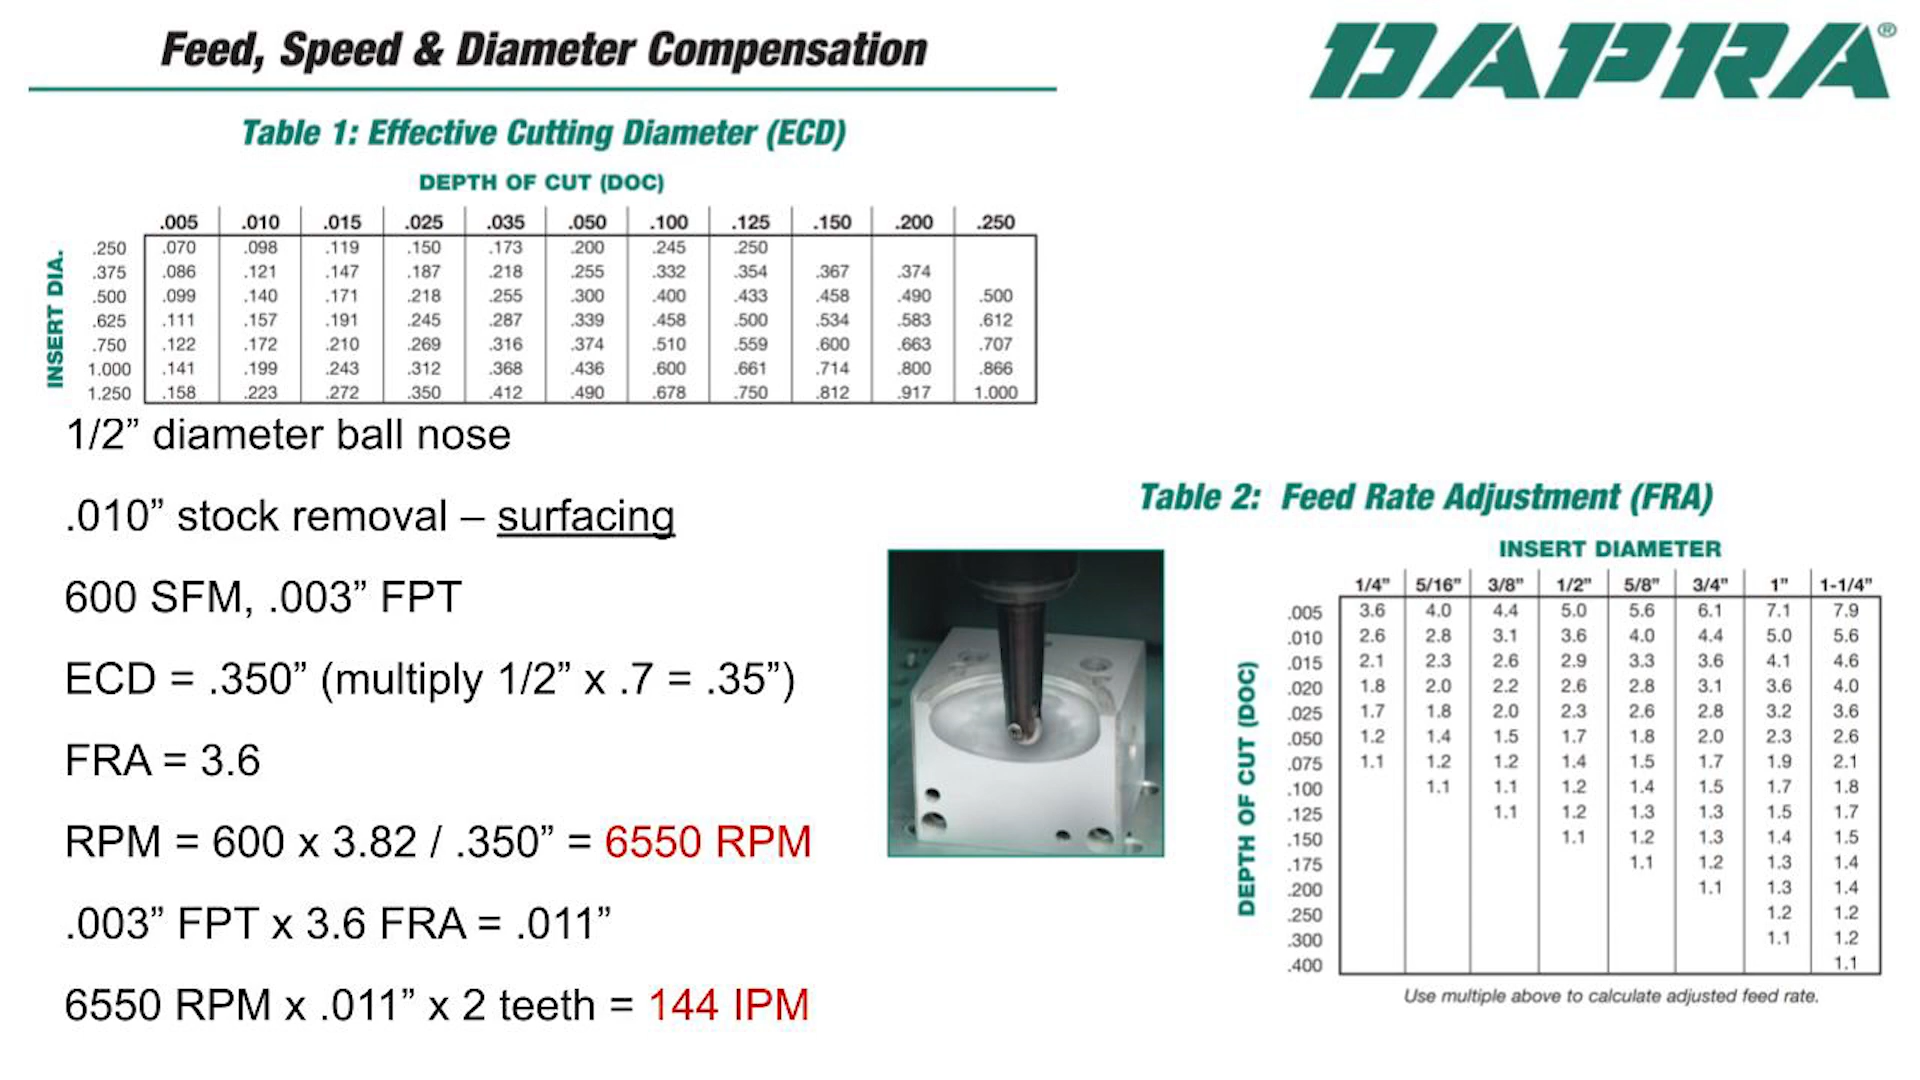 Feed, Speed & Diameter Compensation
DAPRA®
Table 1: Effective Cutting Diameter (ECD)
DEPTH OF CUT (DOC)
.005 .010 .015 .025 .035 .050 .100 .125 .150 .200 .250
INSERT DIA.
.250 .070 .098 .119 .150 .173 .200 .245 .250
.375 .086 .121 .147 .187 .218 .255 .332 .354 .367 .374
.500 .099 .140 .171 .218 .255 .300 .400 .433 .458 .490 .500
.625 .111 .157 .191 .245 .287 .339 .458 .500 .534 .583 .612
.750 .122 .172 .210 .269 .316 .374 .510 .559 .600 .663 .707
1.000 .141 .199 .243 .312 .368 .436 .600 .661 .714 .800 .866
1.250 .158 .223 .272 .350 .412 .490 .678 .750 .812 .917 1.000
1/2” diameter ball nose
.010” stock removal – surfacing
600 SFM, .003” FPT
ECD = .350” (multiply 1/2” x .7 = .35”)
FRA = 3.6
RPM = 600 x 3.82 / .350” = 6550 RPM
.003” FPT x 3.6 FRA = .011”
6550 RPM x .011” x 2 teeth = 144 IPM
Table 2: Feed Rate Adjustment (FRA)
INSERT DIAMETER
1/4” 5/16” 3/8” 1/2” 5/8” 3/4” 1” 1-1/4”
DEPTH OF CUT (DOC)
.005 3.6 4.0 4.4 5.0 5.6 6.1 7.1 7.9
.010 2.6 2.8 3.1 3.6 4.0 4.4 5.0 5.6
.015 2.1 2.3 2.6 2.9 3.3 3.6 4.1 4.6
.020 1.8 2.0 2.2 2.6 2.8 3.1 3.6 4.0
.025 1.7 1.8 2.0 2.3 2.6 2.8 3.2 3.6
.050 1.2 1.4 1.5 1.7 1.8 2.0 2.3 2.6
.075 1.1 1.2 1.2 1.4 1.5 1.7 1.9 2.1
.100 1.1 1.1 1.2 1.4 1.5 1.7 1.8
.125 1.1 1.2 1.3 1.3 1.5 1.7
.150 1.1 1.2 1.3 1.4 1.5
.175 1.1 1.2 1.3 1.4
.200 1.1 1.3 1.4
.250 1.2 1.2
.300 1.1 1.2
.400 1.1
Use multiple above to calculate adjusted feed rate.